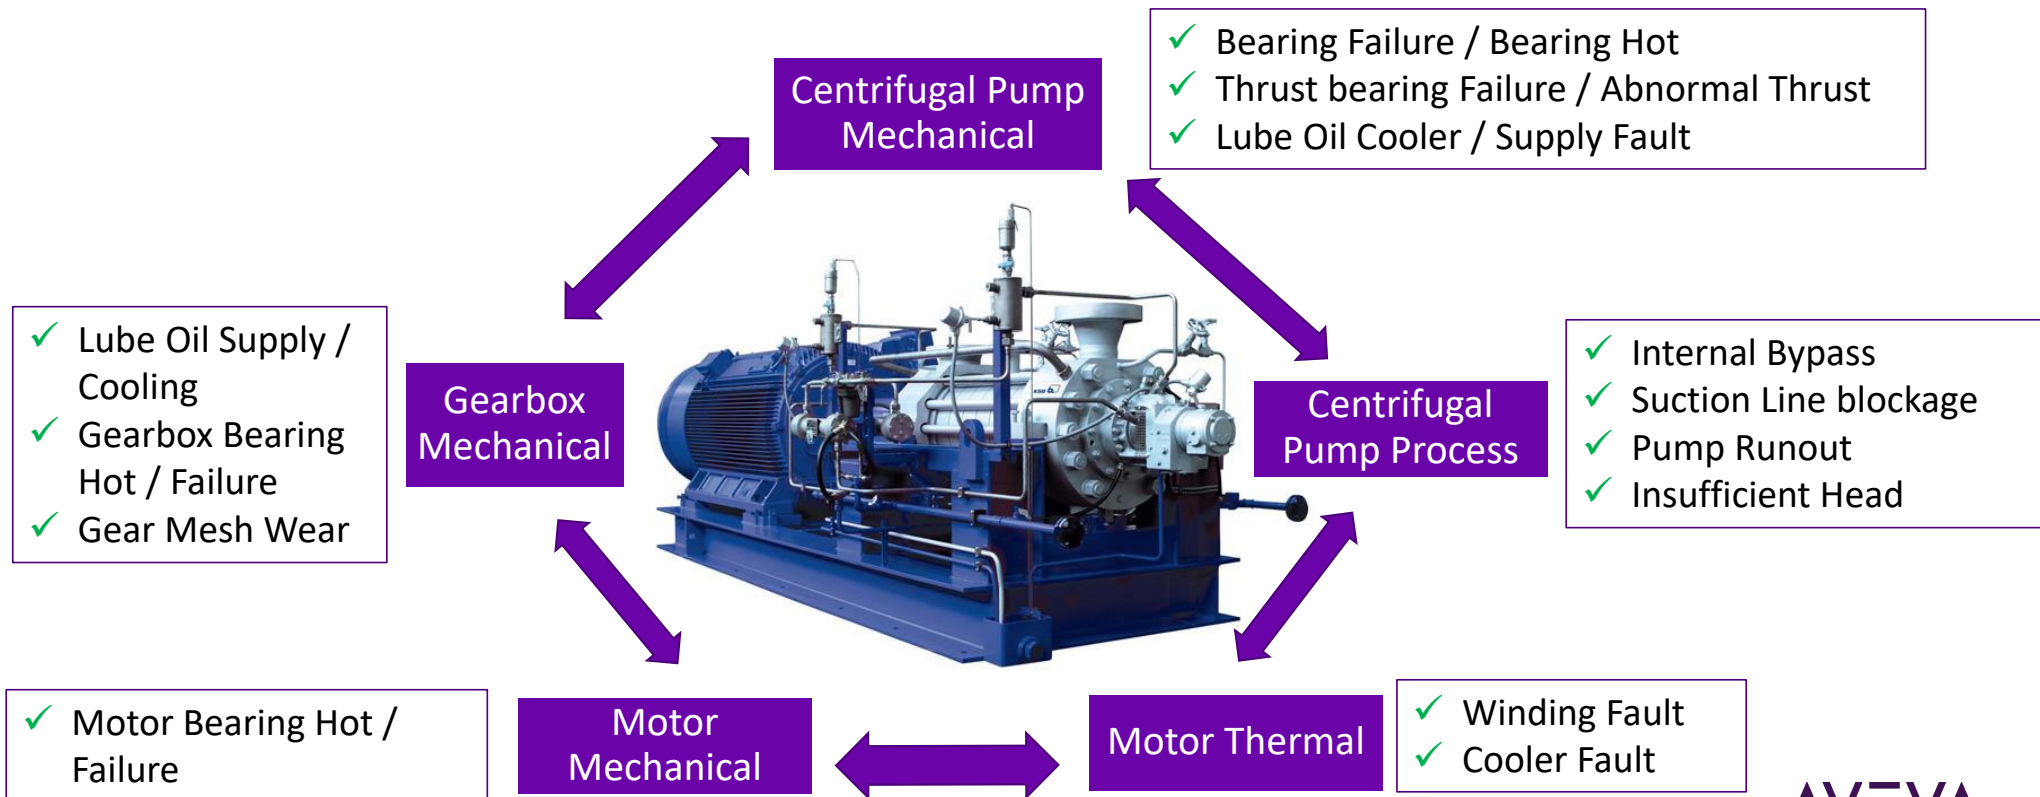 Centrifugal Pump
Mechanical
✓ Bearing Failure / Bearing Hot
✓ Thrust bearing Failure / Abnormal Thrust
✓ Lube Oil Cooler / Supply Fault
✓ Lube Oil Supply /
Cooling
✓ Gearbox Bearing
Hot / Failure
✓ Gear Mesh Wear
Gearbox
Mechanical
Centrifugal
Pump Process
✓ Internal Bypass
✓ Suction Line blockage
✓ Pump Runout
✓ Insufficient Head
✓ Motor Bearing Hot /
Failure
Motor
Mechanical
Motor Thermal
✓ Winding Fault
✓ Cooler Fault
AVEVA